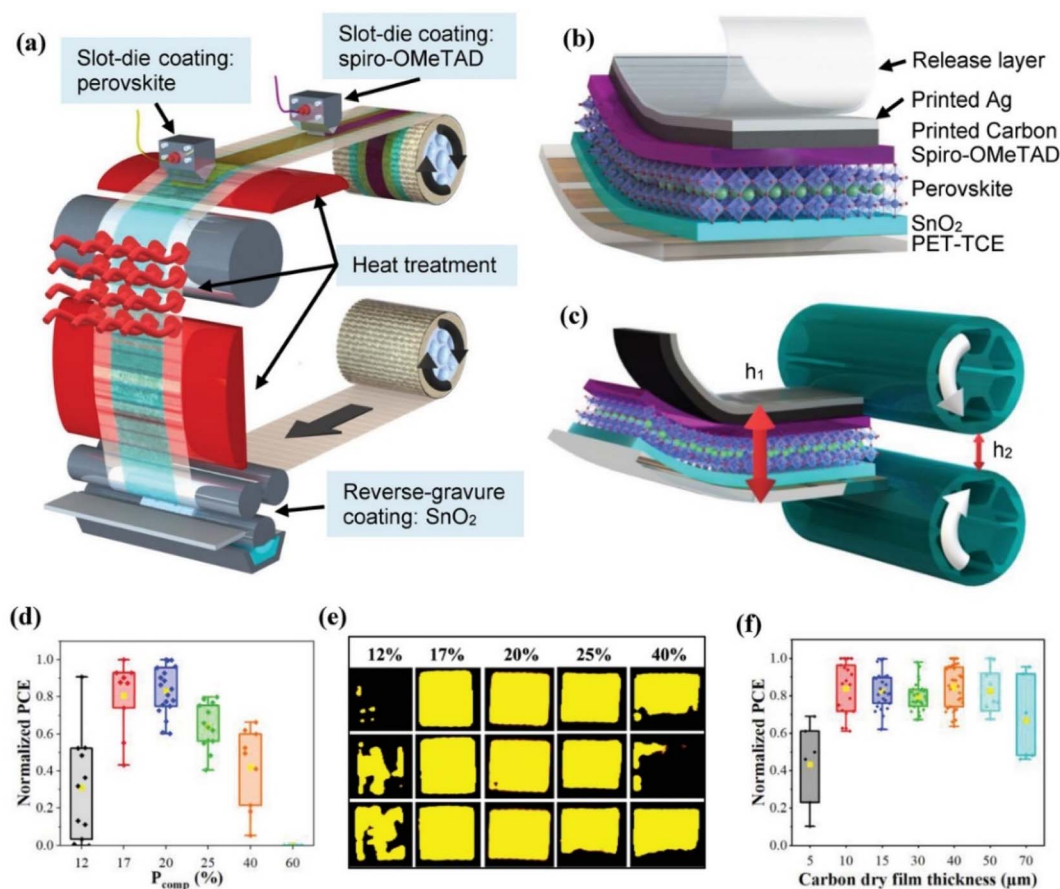 (a)
Slot-die coating:
perovskite
Slot-die coating:
spiro-OMeTAD
Heat treatment
Reverse-gravure
coating: SnO₂
(b)
Release layer
Printed Ag
Printed Carbon
Spiro-OMeTAD
Perovskite
SnO₂
PET-TCE
(c)
h₁
h₂
(d)
Normalized PCE
1.0
0.8
0.6
0.4
0.2
0.0
12 17 20 25 40 60
P_comp (%)
(e)
12% 17% 20% 25% 40%
(f)
Normalized PCE
1.0
0.8
0.6
0.4
0.2
0.0
5 10 15 30 40 50 70
Carbon dry film thickness (μm)